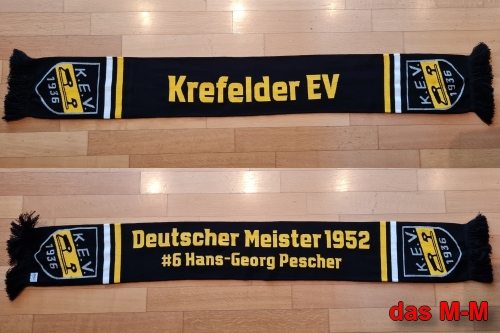 K.E.V.
1936
Krefelder EV
K.E.V.
1936
K.E.V.
1936
Deutscher Meister 1952
#6 Hans-Georg Pescher
K.E.V.
1936
das M-M